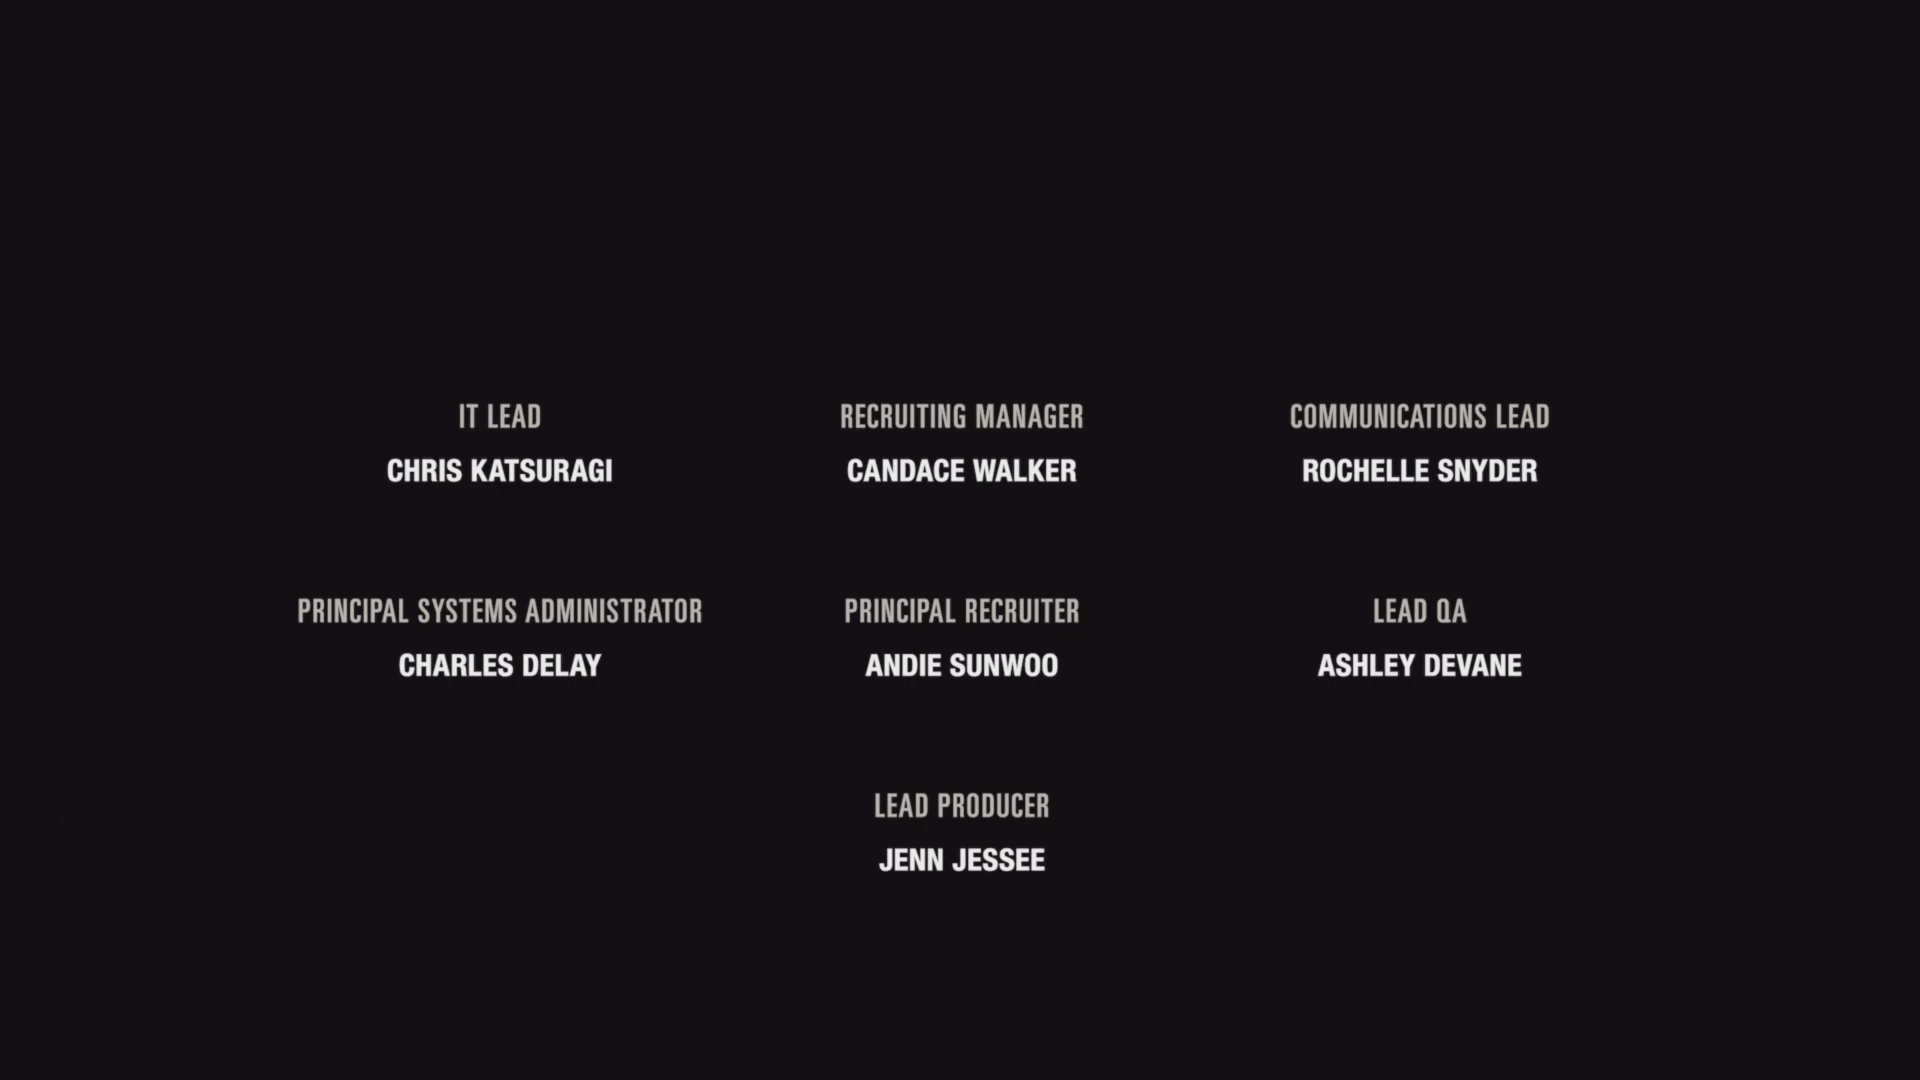 IT LEAD
CHRIS KATSURAGI
RECRUITING MANAGER
CANDACE WALKER
COMMUNICATIONS LEAD
ROCHELLE SNYDER
PRINCIPAL SYSTEMS ADMINISTRATOR
CHARLES DELAY
PRINCIPAL RECRUITER
ANDIE SUNWOO
LEAD QA
ASHLEY DEVANE
LEAD PRODUCER
JENN JESSEE